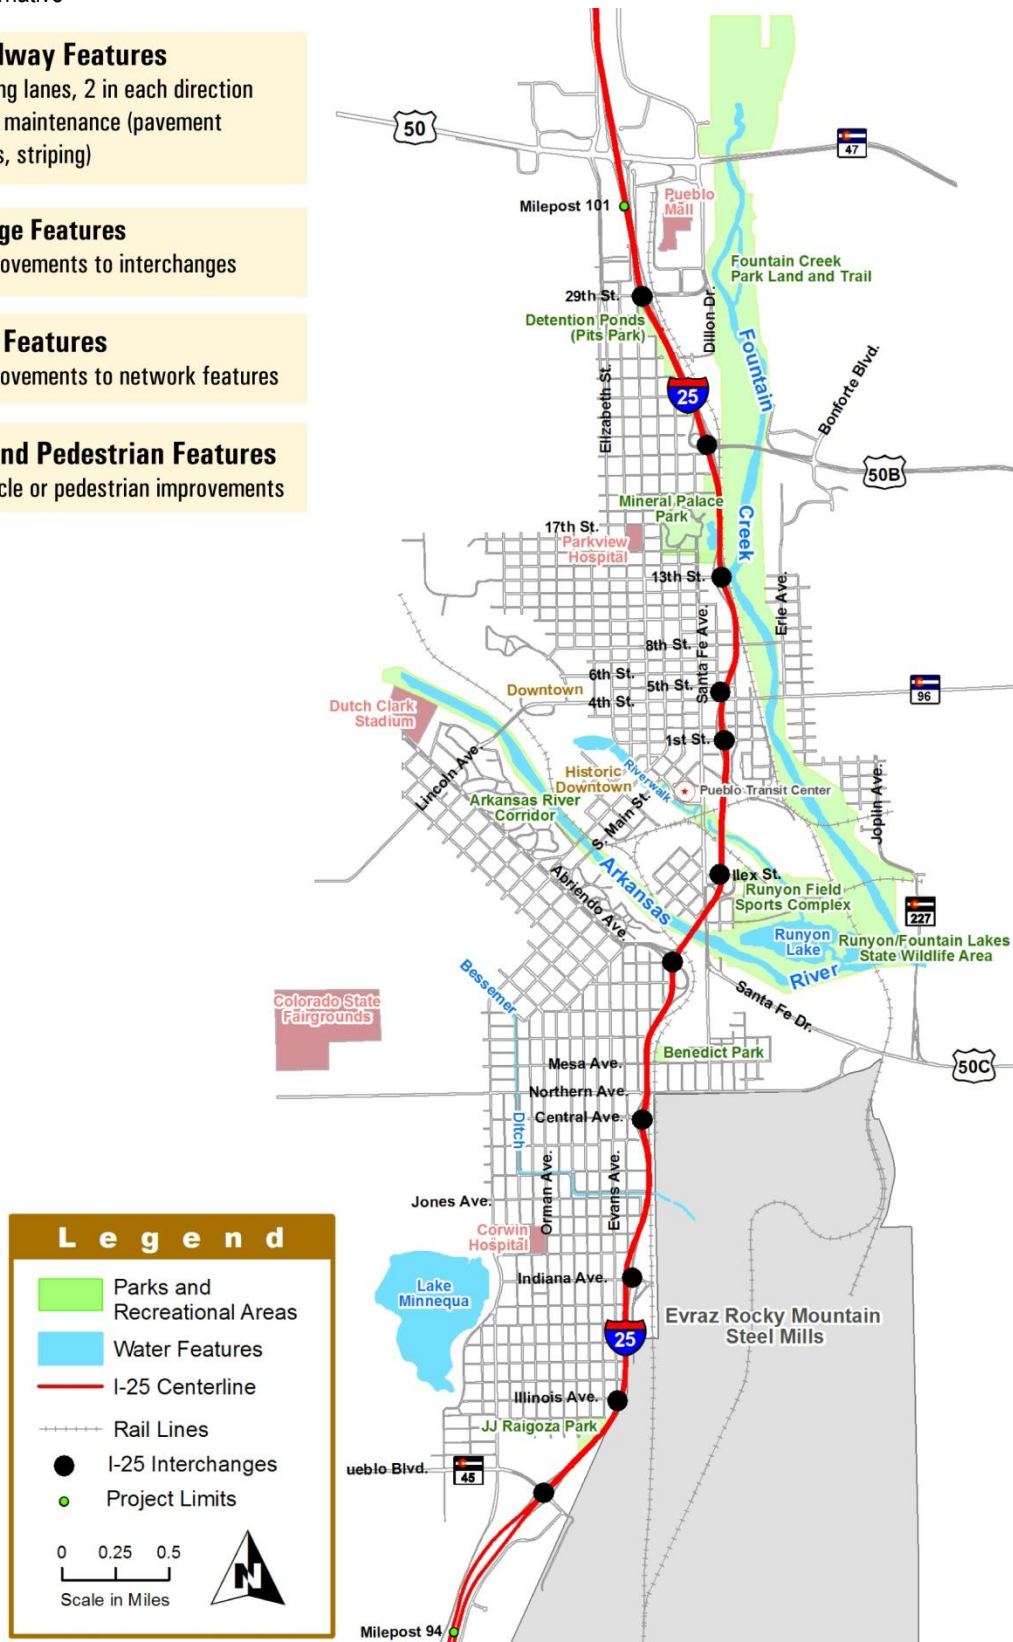 rnative
dway Features
ng lanes, 2 in each direction
maintenance (pavement
s, striping)
ge Features
ovements to interchanges
Features
ovements to network features
nd Pedestrian Features
cle or pedestrian improvements
50
47
Milepost 101
Pueblo
Mall
Fountain Creek
Park Land and Trail
29th St.
Detention Ponds
(Pits Park)
Dillon Dr.
Fountain
Elizabeth St.
25
Bonforte Blvd.
50B
Mineral Palace
Park
Creek
17th St.
Parkview
Hospital
13th St.
Erie Ave.
Santa Fe Ave.
8th St.
6th St.
5th St.
4th St.
Downtown
96
Dutch Clark
Stadium
1st St.
Lincoln Ave.
Historic
Downtown
Riverwalk
Pueblo Transit Center
Arkansas River
Corridor
S. Main St.
Joplin Ave.
Ilex St.
Abriendo Ave.
Arkansas
Runyon Field
Sports Complex
227
Runyon
Lake
Runyon/Fountain Lakes
State Wildlife Area
River
Bessemer
Santa Fe Dr.
Colorado State
Fairgrounds
Benedict Park
50C
Mesa Ave.
Northern Ave.
Central Ave.
Ditch
Orman Ave.
Evans Ave.
Jones Ave.
Corwin
Hospital
Indiana Ave.
Lake
Minnequa
Evraz Rocky Mountain
Steel Mills
25
Illinois Ave.
JJ Raigoza Park
ueblo Blvd.
45
Milepost 94
Legend
Parks and
Recreational Areas
Water Features
I-25 Centerline
Rail Lines
I-25 Interchanges
Project Limits
0 0.25 0.5
Scale in Miles
N